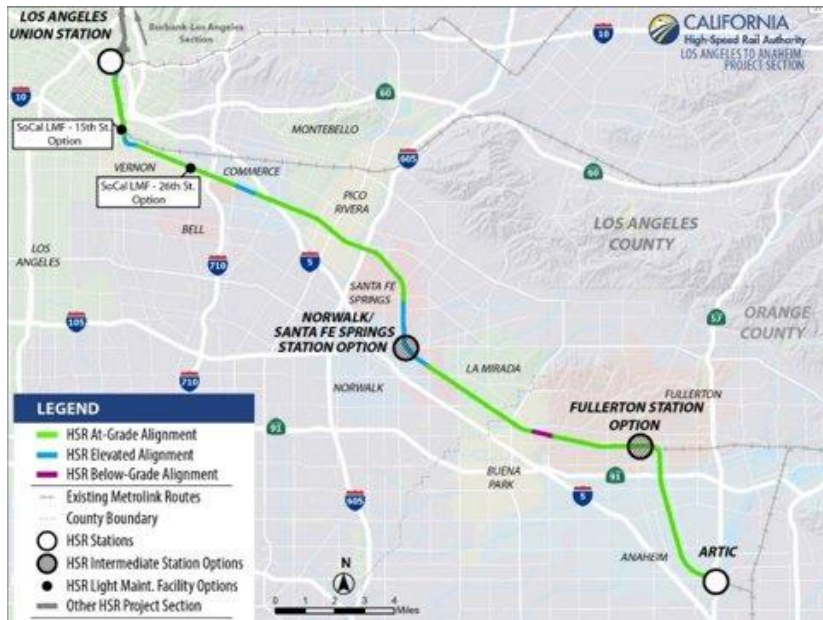 LOS ANGELES
UNION STATION
Burbank-Los Angeles
Section
CALIFORNIA
High-Speed Rail Authority
LOS ANGELES TO ANAHEIM
PROJECT SECTION
10
10
60
SoCal LMF - 15th St.
Option
MONTEBELLO
605
VERNON
COMMERCE
60
SoCal LMF - 26th St.
Option
PICO
RIVERA
BELL
LOS ANGELES
COUNTY
LOS
ANGELES
710
5
SANTA FE
SPRINGS
ORANGE
COUNTY
105
57
NORWALK/
SANTA FE SPRINGS
STATION OPTION
LA MIRADA
710
NORWALK
FULLERTON
FULLERTON STATION
OPTION
91
BUENA
PARK
91
5
605
ANAHEIM
ARTIC
LEGEND
HSR At-Grade Alignment
HSR Elevated Alignment
HSR Below-Grade Alignment
Existing Metrolink Routes
County Boundary
HSR Stations
HSR Intermediate Station Options
HSR Light Maint. Facility Options
Other HSR Project Section
N
0 1 2 3 4
Miles